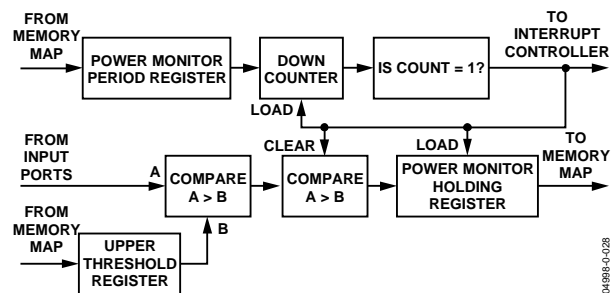 FROM
MEMORY
MAP
POWER MONITOR
PERIOD REGISTER
DOWN
COUNTER
IS COUNT = 1?
TO
INTERRUPT
CONTROLLER
LOAD
FROM
INPUT
PORTS
A
COMPARE
A > B
CLEAR
COMPARE
A > B
LOAD
POWER MONITOR
HOLDING
REGISTER
TO
MEMORY
MAP
FROM
MEMORY
MAP
B
UPPER
THRESHOLD
REGISTER
04998-0-028